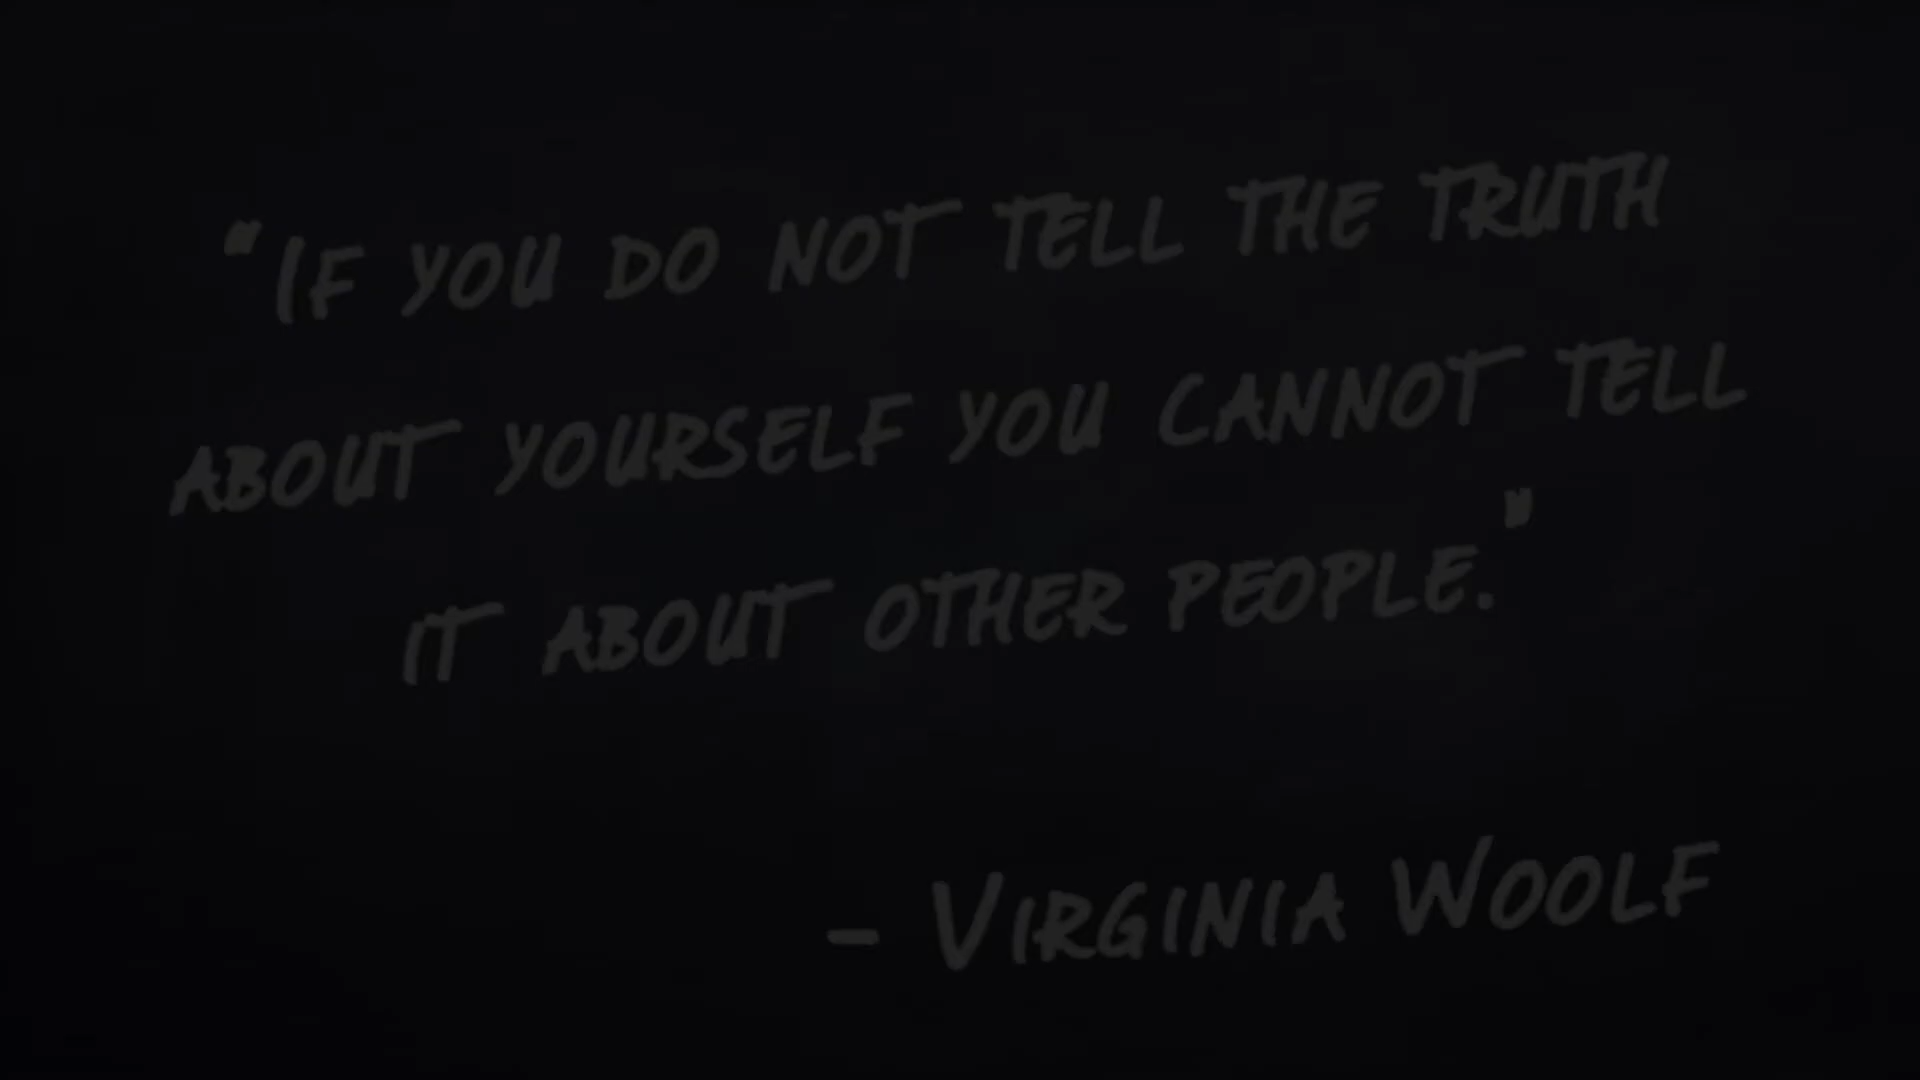 “If you do not tell the truth
about yourself you cannot tell
it about other people.”
- Virginia Woolf